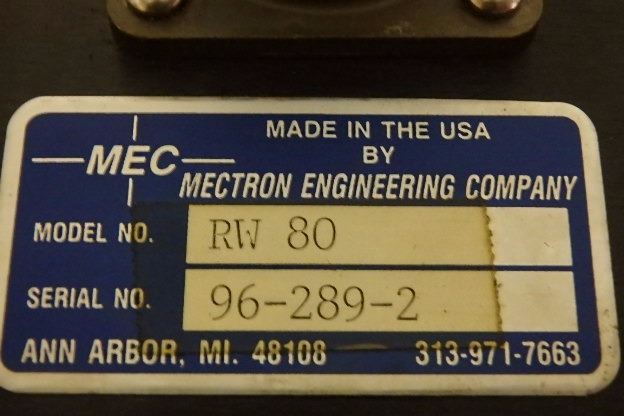 MADE IN THE USA
BY
MEC
MECTRON ENGINEERING COMPANY
MODEL NO. RW 80
SERIAL NO. 96-289-2
ANN ARBOR, MI. 48108 313-971-7663